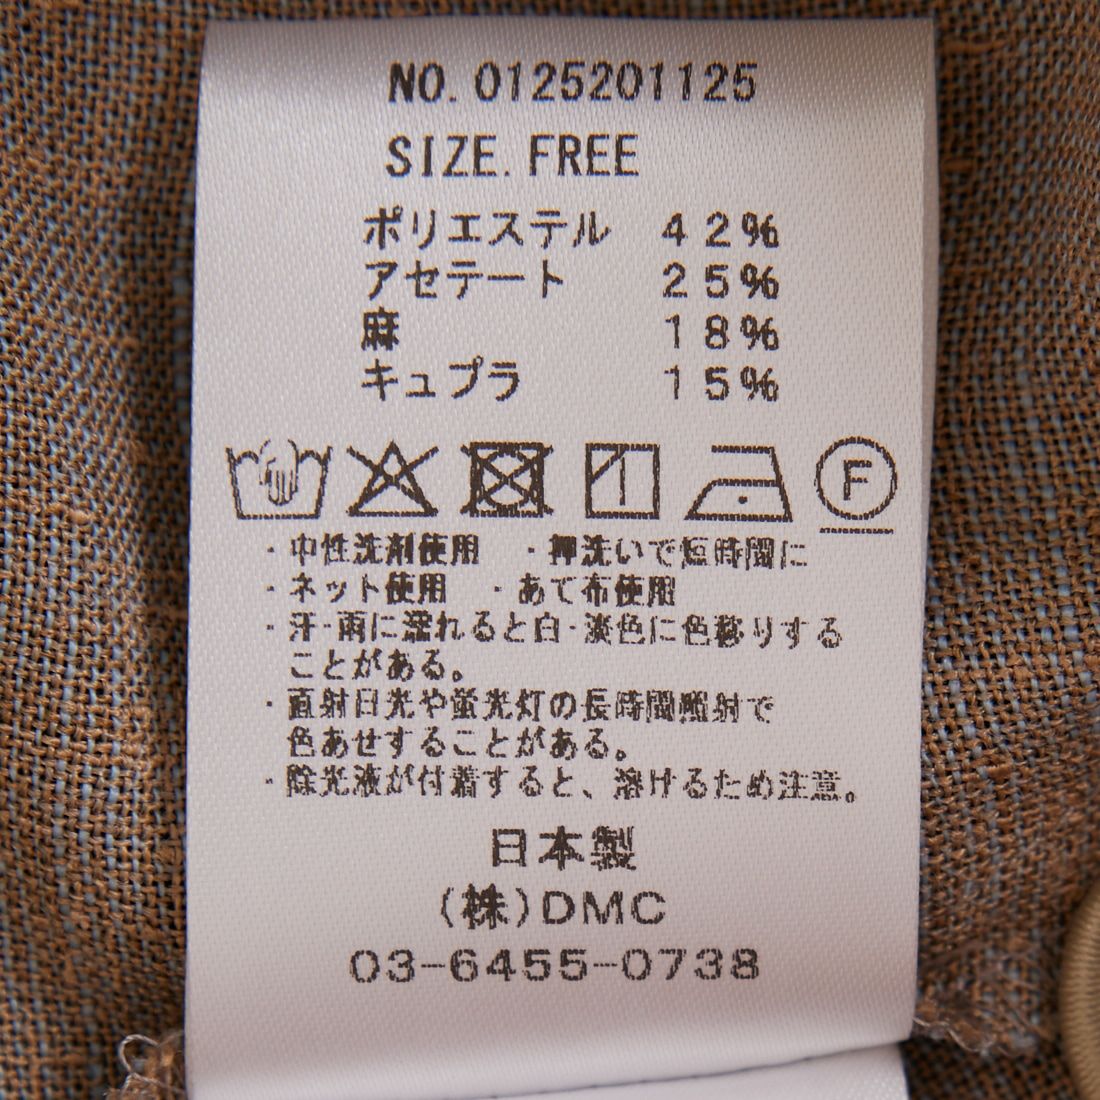 NO. 0125201125
SIZE. FREE
ポリエステル 42%
アセテート 25%
麻 18%
キュプラ 15%
F
・中性洗剤使用 ・押洗いで短時間に
・ネット使用 ・あて布使用
・汗・雨に濡れると白・淡色に色移りする
ことがある。
・直射日光や蛍光灯の長時間照射で
色あせすることがある。
・除光液が付着すると、溶けるため注意。
日本製
(株)DMC
03-6455-0738